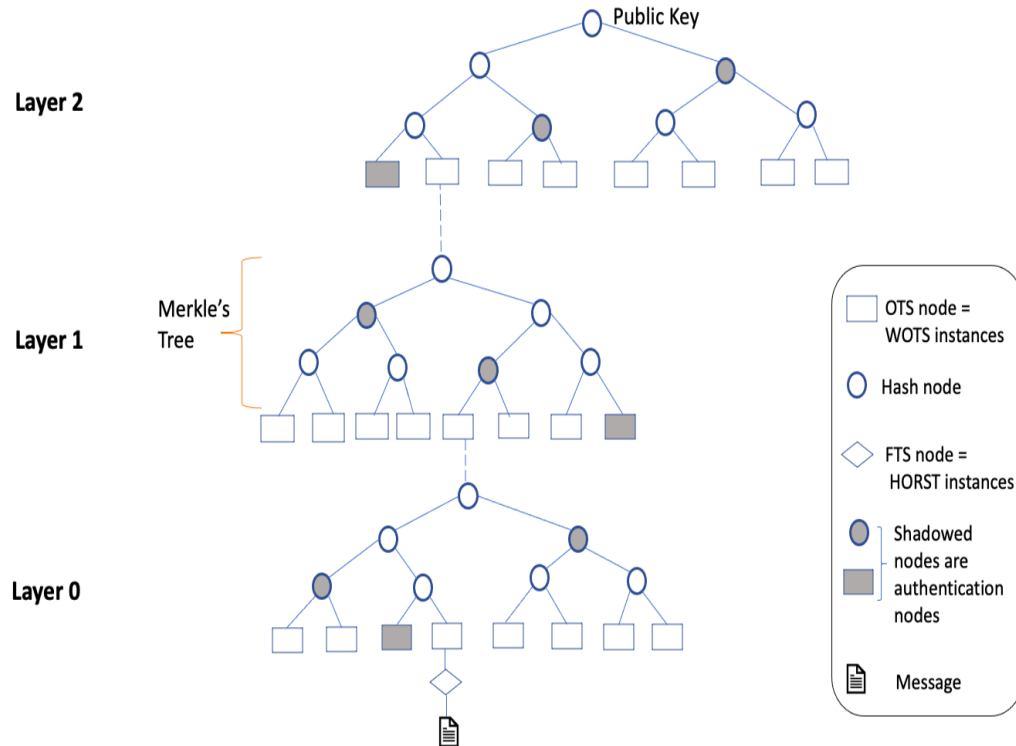 Public Key
Layer 2
Merkle’s
Tree
Layer 1
Layer 0
OTS node =
WOTS instances
Hash node
FTS node =
HORST instances
Shadowed
nodes are
authentication
nodes
Message